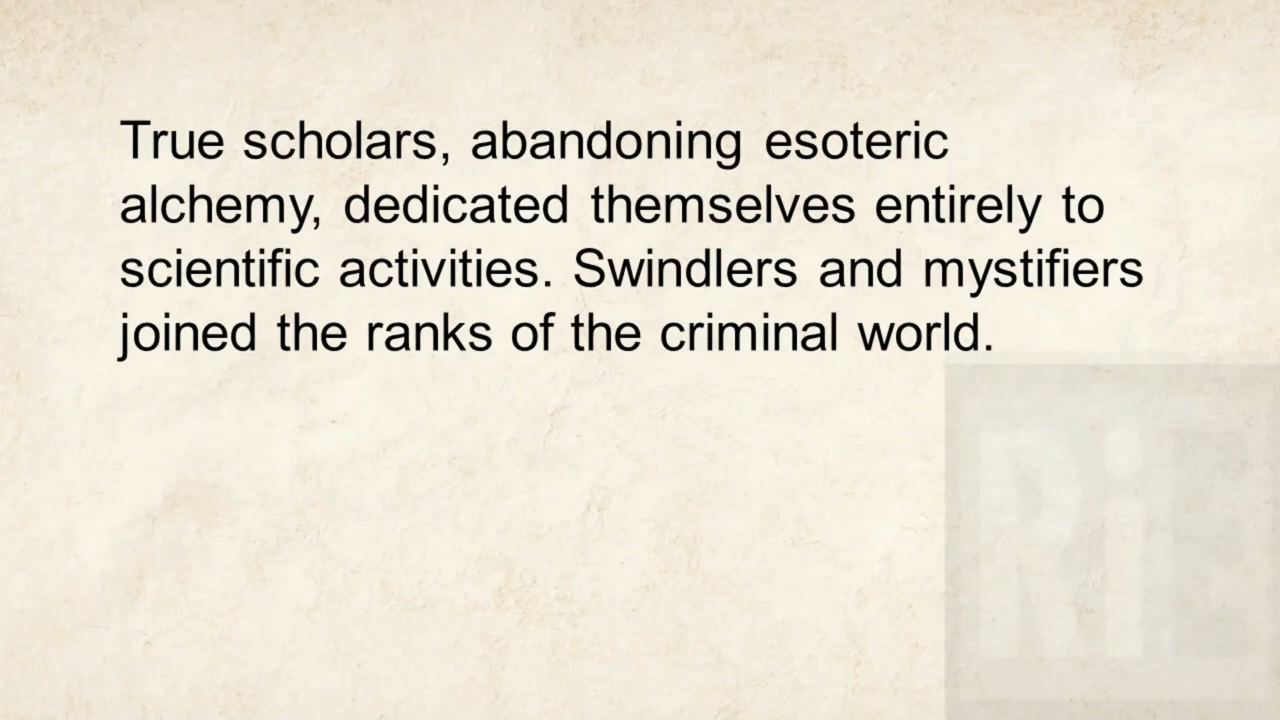 True scholars, abandoning esoteric
alchemy, dedicated themselves entirely to
scientific activities. Swindlers and mystifiers
joined the ranks of the criminal world.
RiE